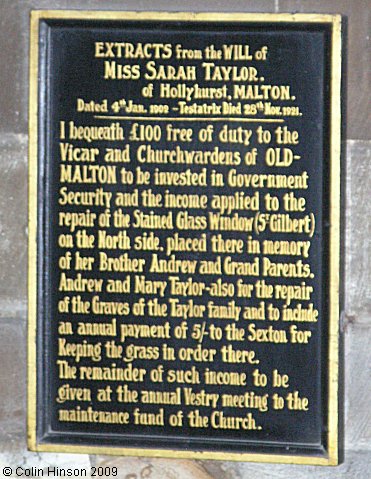 EXTRACTS from the WILL of
MISS SARAH TAYLOR.
of Hollyhurst, MALTON.
Dated 4th Jan. 1902 - Testatrix Died 28th Nov. 1921.
I bequeath £100 free of duty to the
Vicar and Churchwardens of OLD-
MALTON to be invested in Government
Security and the income applied to the
repair of the Stained Glass Window (St Gilbert)
on the North side. placed there in memory
of her Brother Andrew and Grand Parents.
Andrew and Mary Taylor-also for the repair
of the Graves of the Taylor family and to include
an annual payment of 5/- to the Sexton for
Keeping the grass in order there.
The remainder of such income to be
given at the annual Vestry meeting to the
maintenance fund of the Church.
© Colin Hinson 2009